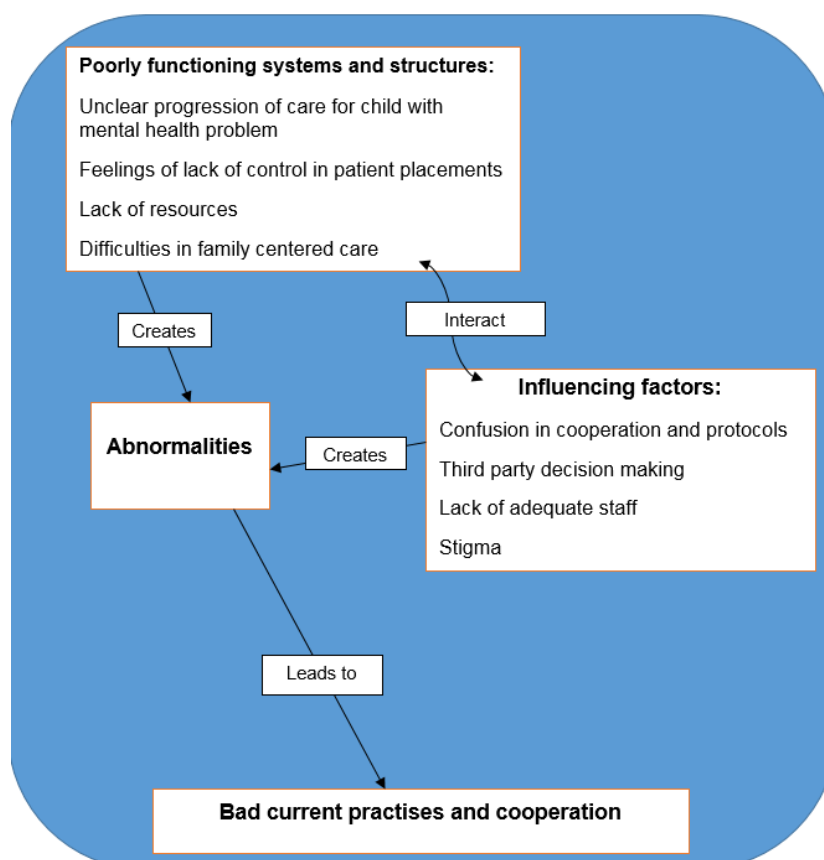 Poorly functioning systems and structures:
Unclear progression of care for child with
mental health problem
Feelings of lack of control in patient placements
Lack of resources
Difficulties in family centered care
Creates
Interact
Influencing factors:
Confusion in cooperation and protocols
Third party decision making
Lack of adequate staff
Stigma
Abnormalities
Creates
Leads to
Bad current practises and cooperation